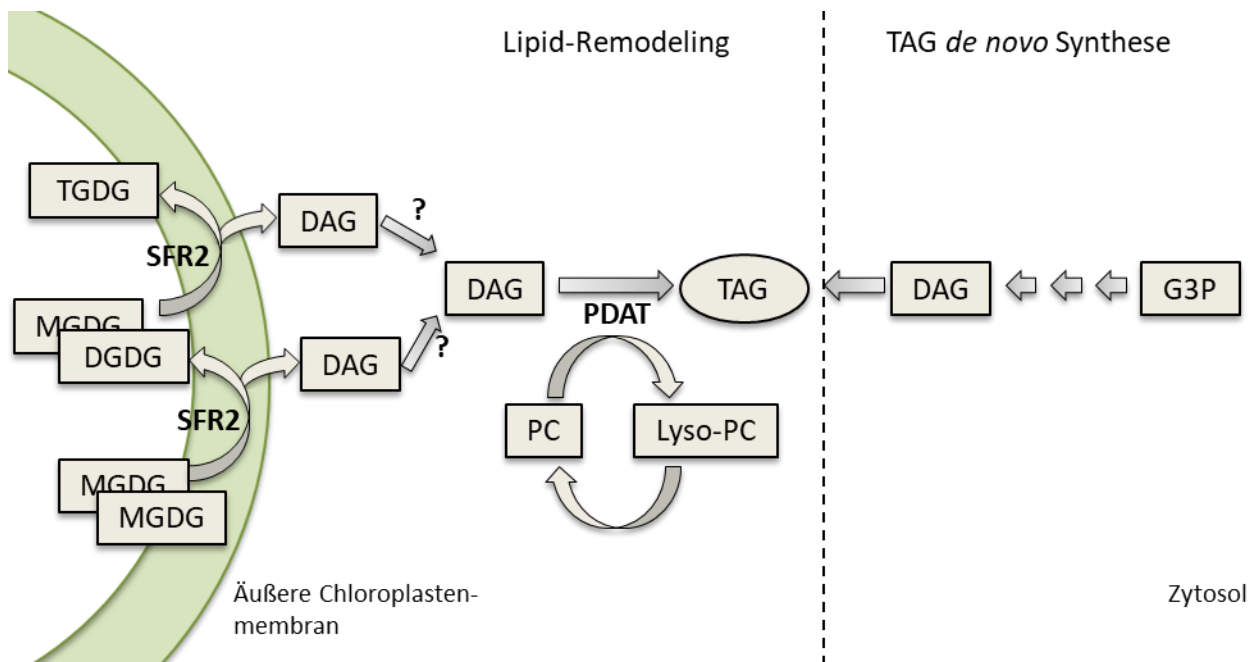 Lipid-Remodeling
TAG de novo Synthese
TGDG
DAG
?
SFR2
DAG
TAG
DAG
G3P
PDAT
MGDG
DGDG
DAG
?
SFR2
PC
Lyso-PC
MGDG
MGDG
Äußere Chloroplasten-
membran
Zytosol